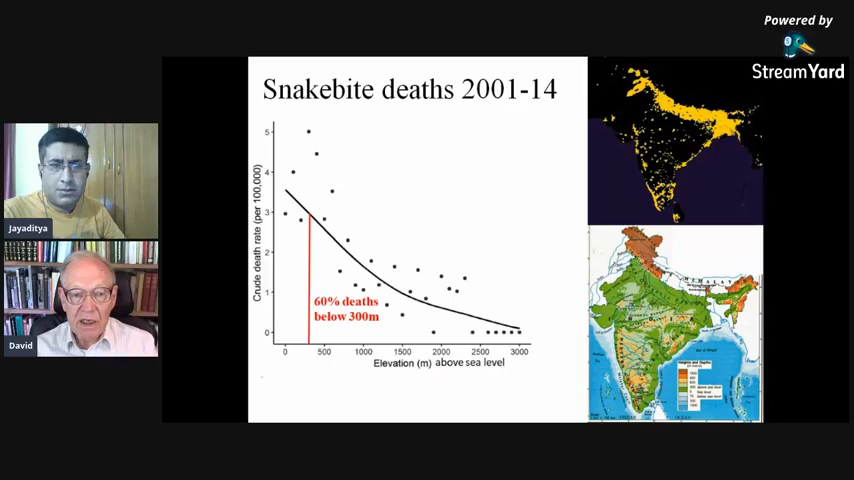 Powered by
StreamYard
Snakebite deaths 2001-14
Crude death rate (per 100,000)
5
4
3
2
1
0
60% deaths
below 300m
0 500 1000 1500 2000 2500 3000
Elevation (m) above sea level
Jayaditya
David